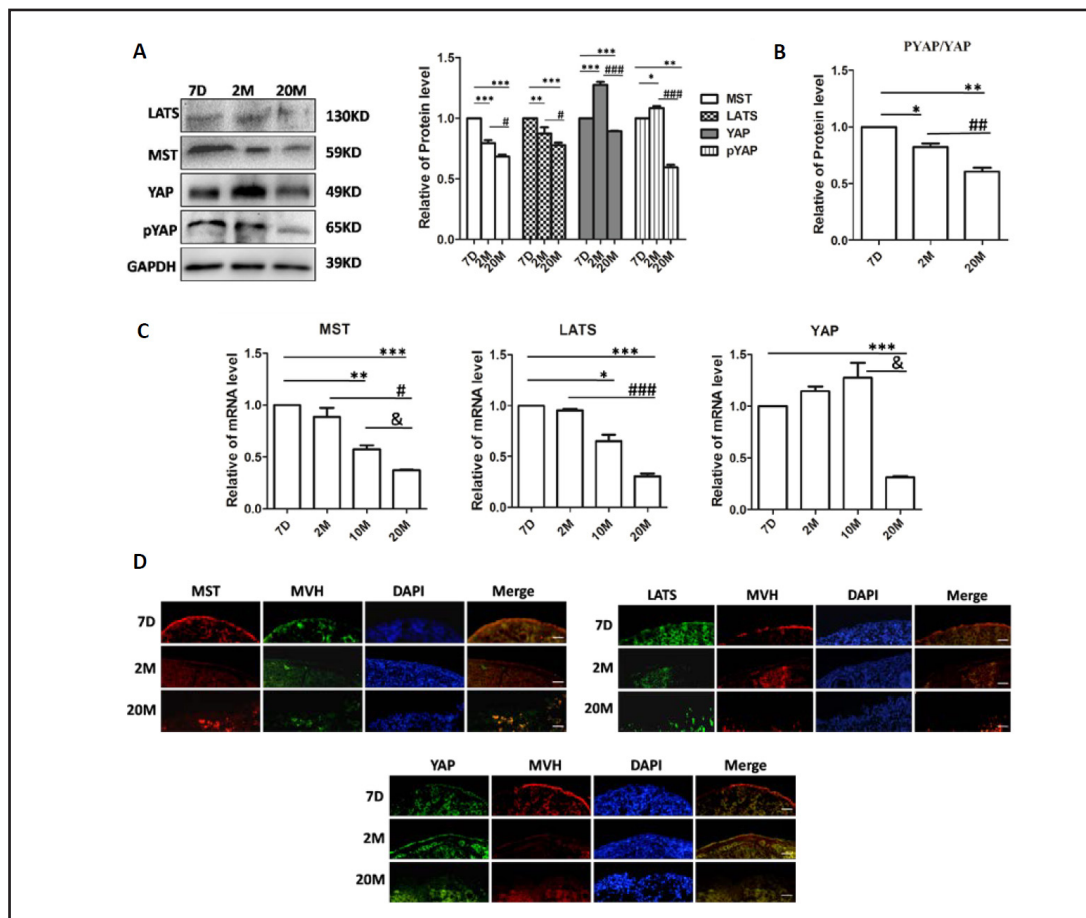 A
7D 2M 20M
LATS 130KD
MST 59KD
YAP 49KD
pYAP 65KD
GAPDH 39KD
Relative of Protein level
1.5
1.0
0.5
0.0
*** *** # *** ** # *** *** ### ** * ###
7D 2M 20M 7D 2M 20M 7D 2M 20M 7D 2M 20M
MST
LATS
YAP
pYAP
B
PYAP/YAP
Relative of Protein level
1.5
1.0
0.5
0.0
**
*
##
7D 2M 20M
C
MST
Relative of mRNA level
2.0
1.5
1.0
0.5
0.0
***
**
#
&
7D 2M 10M 20M
LATS
Relative of mRNA level
2.0
1.5
1.0
0.5
0.0
***
*
###
7D 2M 10M 20M
YAP
Relative of mRNA level
1.5
1.0
0.5
0.0
***
&
7D 2M 10M 20M
D
MST MVH DAPI Merge
7D
2M
20M
LATS MVH DAPI Merge
7D
2M
20M
YAP MVH DAPI Merge
7D
2M
20M